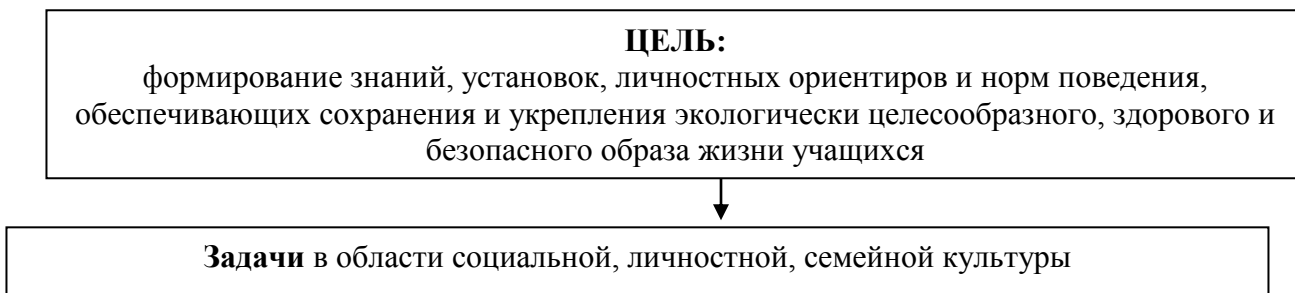 ЦЕЛЬ:
формирование знаний, установок, личностных ориентиров и норм поведения,
обеспечивающих сохранения и укрепления экологически целесообразного, здорового и
безопасного образа жизни учащихся
Задачи в области социальной, личностной, семейной культуры